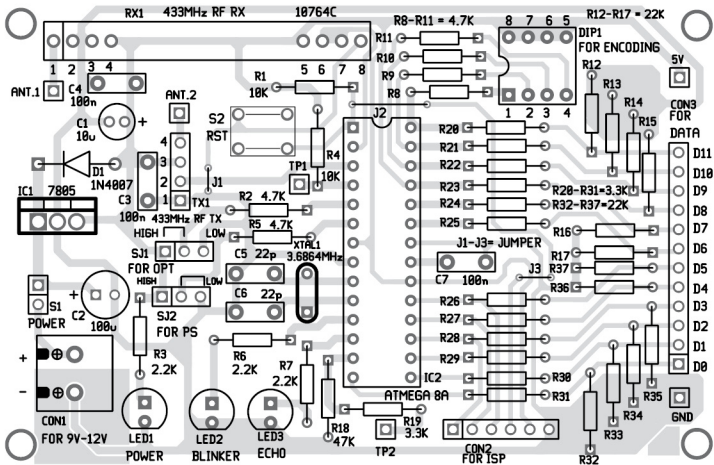 RX1 433MHz RF RX 10764C
R8-R11 = 4.7K
8 7 6 5
R12-R17 = 22K
R11
DIP1
FOR ENCODING
R10
R9
R8
1 2 3 4
1 2 3 4 5 6 7 8
ANT.1
C4
100n
ANT.2
R1
10K
R12
R13
R14
R15
5V
CON3
FOR
DATA
C1
10u
+
S2
RST
J2
4
3
2
1
R20
R21
R22
R23
R24
R25
D1
1N4007
IC1 7805
C3
100n
TX1
433MHz RF TX
J1
R4
10K
TP1
R2 4.7K
R5 4.7K
R20-R31=3.3K
R32-R37=22K
D11
D10
D9
D8
D7
D6
D5
D4
D3
D2
D1
D0
HIGH LOW
SJ1
FOR OPT
HIGH LOW
SJ2
FOR PS
XTAL1
3.6864MHz
C5 22p
C6 22p
J1-J3= JUMPER
C7 100n
J3
R16
R17
R37
R36
S1
POWER
+
C2
100u
R26
R27
R28
R29
R30
R31
+
-
CON1
FOR 9V-12V
R3
2.2K
R6
2.2K
R7
2.2K
IC2
ATMEGA 8A
R35
R34
R33
R32
GND
LED1
POWER
LED2
BLINKER
LED3
ECHO
R18
47K
R19
3.3K
TP2
CON2
FOR ISP